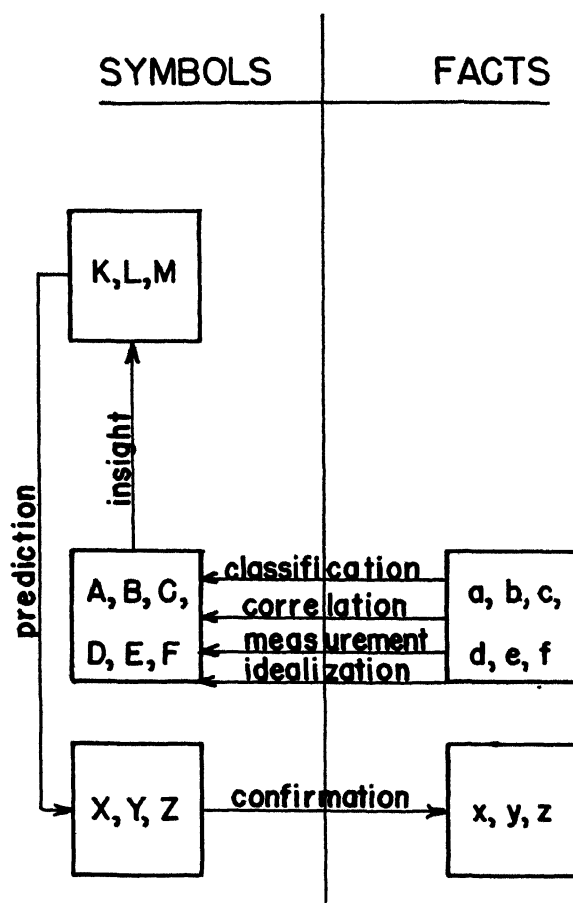 SYMBOLS FACTS
K, L, M
insight
prediction
classification
A, B, C,
a, b, c,
correlation
measurement
D, E, F
d, e, f
idealization
X, Y, Z
confirmation
x, y, z